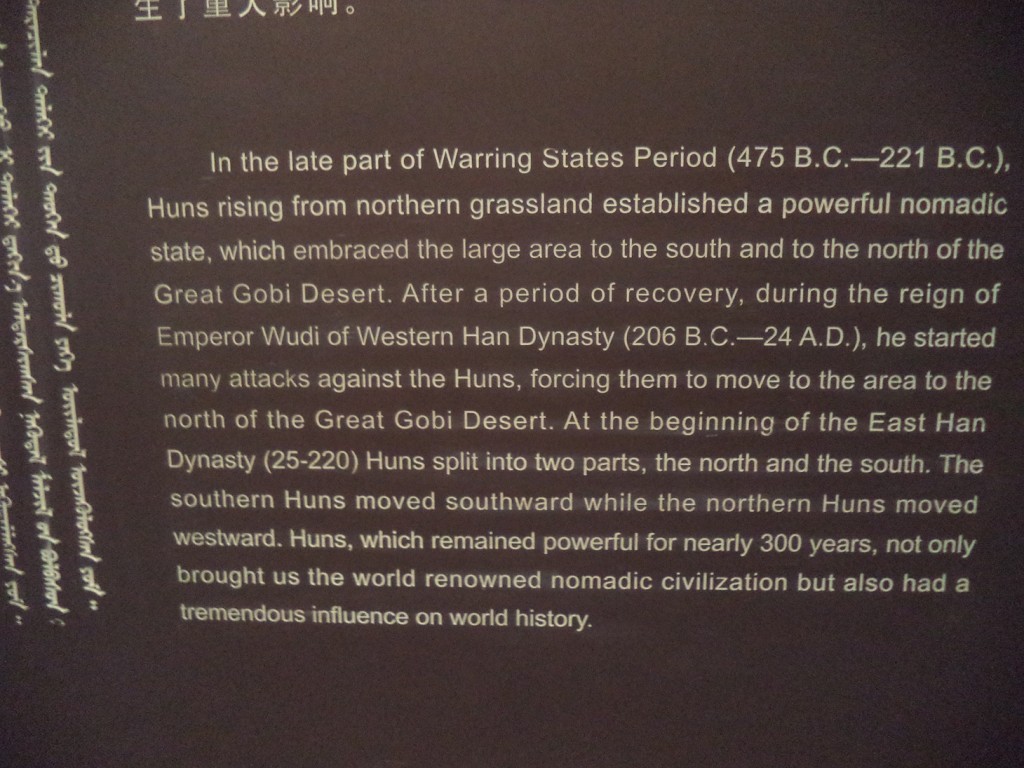 生了重大影响。
In the late part of Warring States Period (475 B.C.—221 B.C.),
Huns rising from northern grassland established a powerful nomadic
state, which embraced the large area to the south and to the north of the
Great Gobi Desert. After a period of recovery, during the reign of
Emperor Wudi of Western Han Dynasty (206 B.C.—24 A.D.), he started
many attacks against the Huns, forcing them to move to the area to the
north of the Great Gobi Desert. At the beginning of the East Han
Dynasty (25-220) Huns split into two parts, the north and the south. The
southern Huns moved southward while the northern Huns moved
westward. Huns, which remained powerful for nearly 300 years, not only
brought us the world renowned nomadic civilization but also had a
tremendous influence on world history.